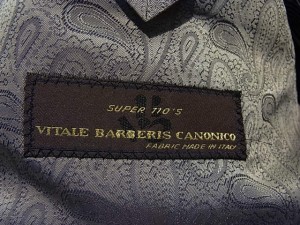 SUPER 110'S
VITALE BARBERIS CANONICO
FABRIC MADE IN ITALY